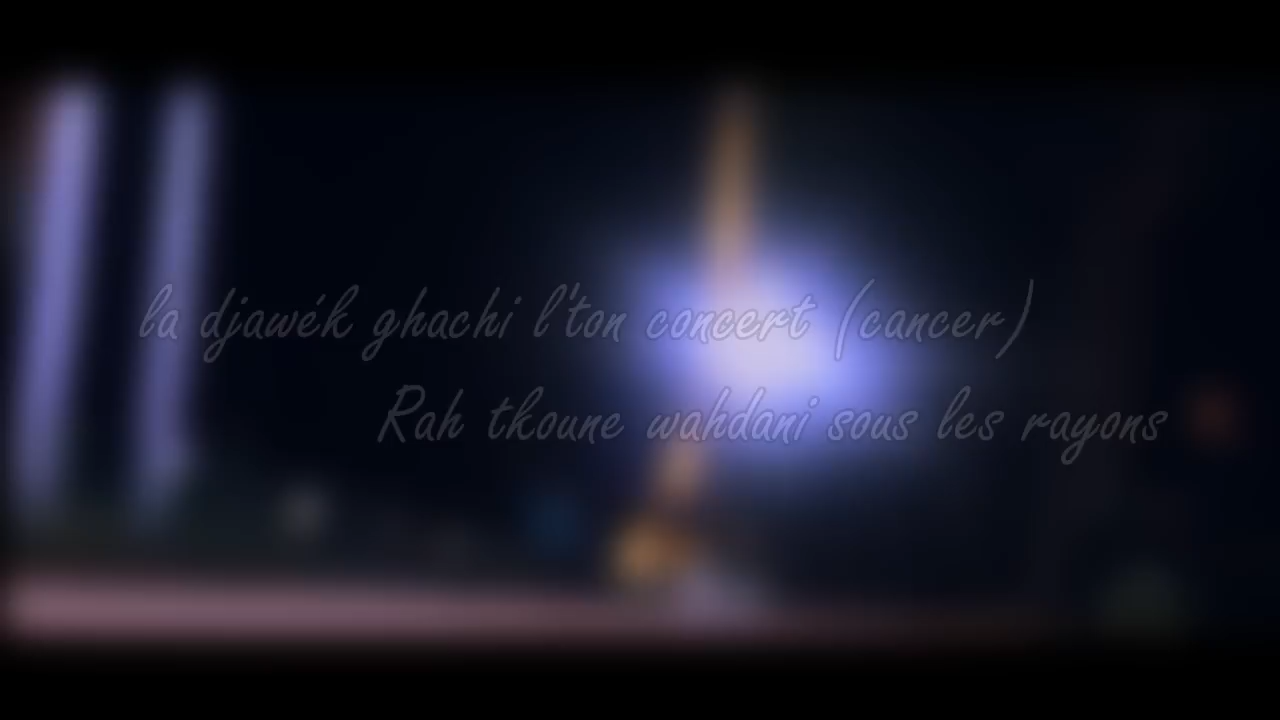 la djawék ghachi l'ton concert (cancer)
Rah tkoune wahdani sous les rayons